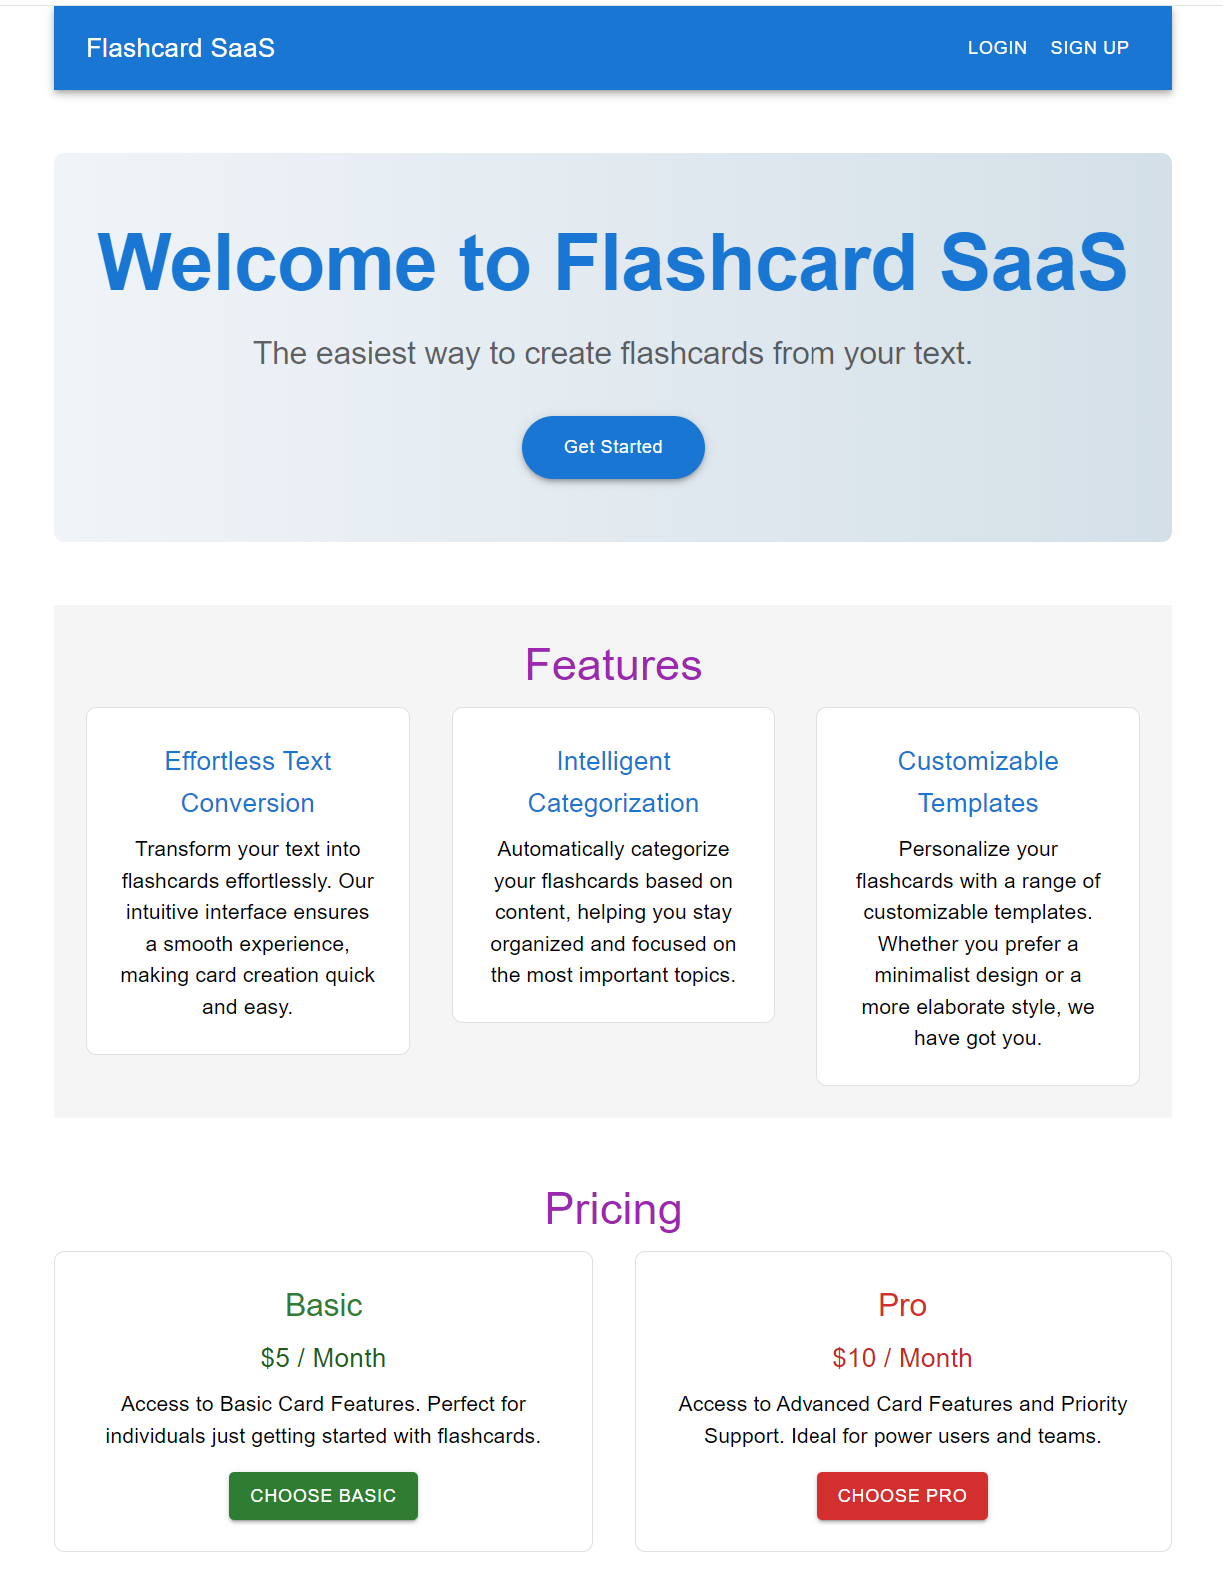 Flashcard SaaS
LOGIN SIGN UP
Welcome to Flashcard SaaS
The easiest way to create flashcards from your text.
Get Started
Features
Effortless Text
Conversion
Transform your text into
flashcards effortlessly. Our
intuitive interface ensures
a smooth experience,
making card creation quick
and easy.
Intelligent
Categorization
Automatically categorize
your flashcards based on
content, helping you stay
organized and focused on
the most important topics.
Customizable
Templates
Personalize your
flashcards with a range of
customizable templates.
Whether you prefer a
minimalist design or a
more elaborate style, we
have got you.
Pricing
Basic
$5 / Month
Access to Basic Card Features. Perfect for
individuals just getting started with flashcards.
CHOOSE BASIC
Pro
$10 / Month
Access to Advanced Card Features and Priority
Support. Ideal for power users and teams.
CHOOSE PRO